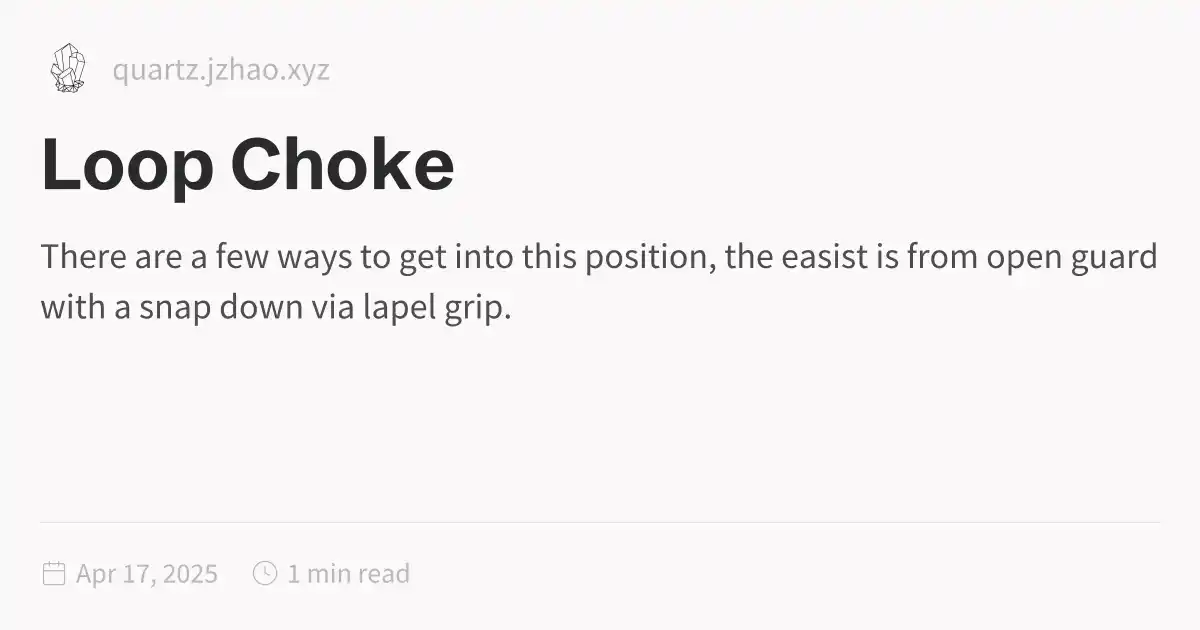 quartz.jzhao.xyz
Loop Choke
There are a few ways to get into this position, the easist is from open guard
with a snap down via lapel grip.
Apr 17, 2025 1 min read